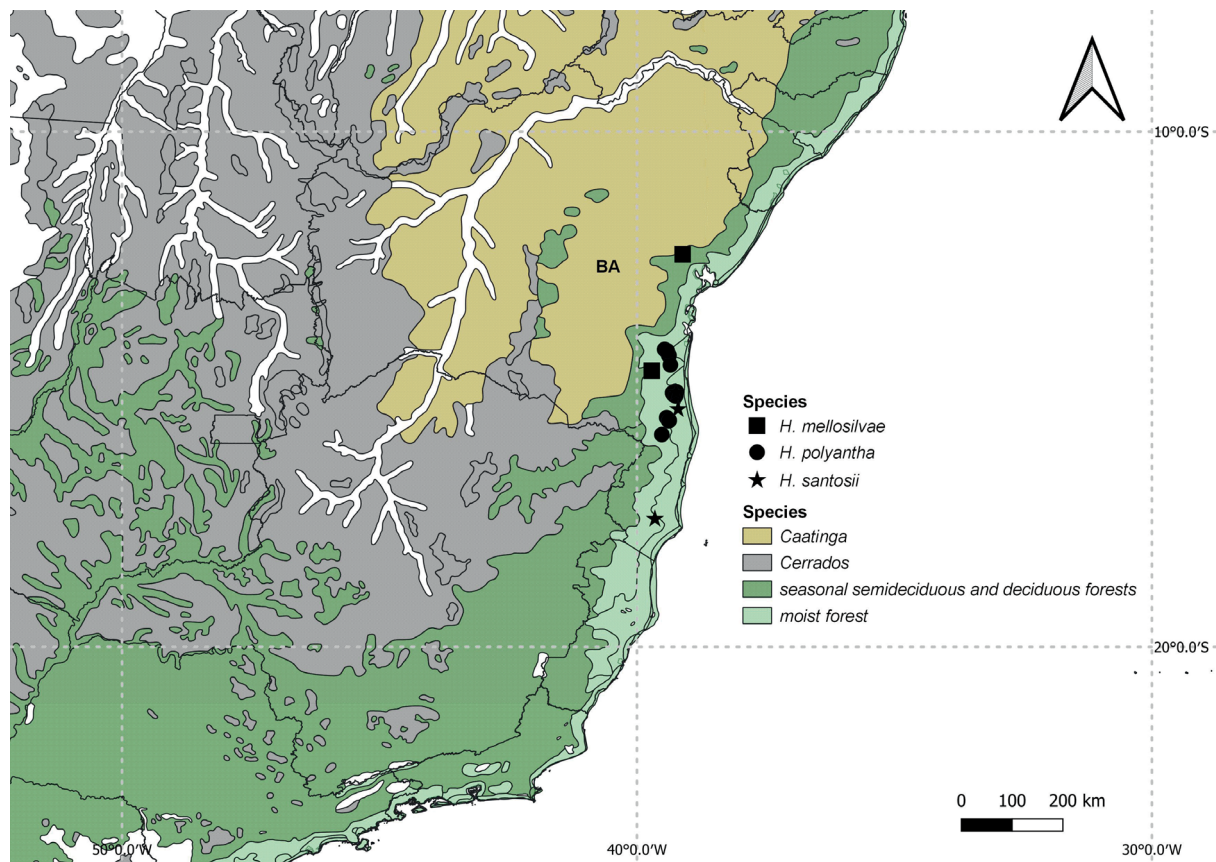 10°0.0′S
BA
Species
H. mellosilvae
H. polyantha
H. santosii
Species
Caatinga
Cerrados
seasonal semideciduous and deciduous forests
moist forest
20°0.0′S
0 100 200 km
50°0.0′W 40°0.0′W 30°0.0′W